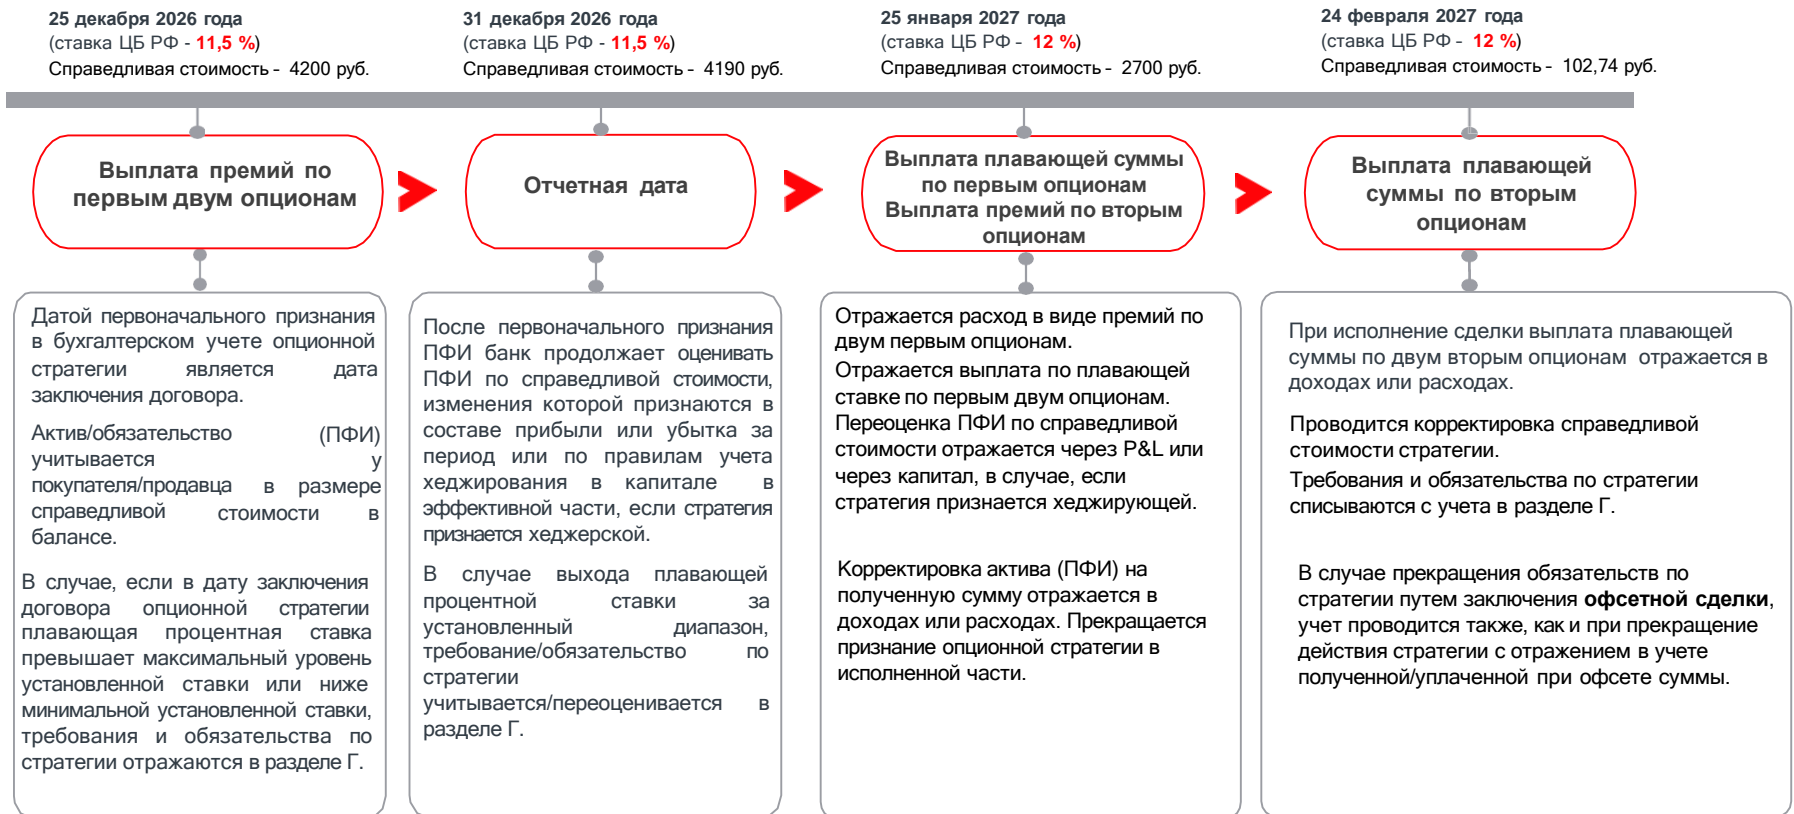 25 декабря 2026 года
(ставка ЦБ РФ - 11,5 %)
Справедливая стоимость - 4200 руб.
31 декабря 2026 года
(ставка ЦБ РФ - 11,5 %)
Справедливая стоимость - 4190 руб.
25 января 2027 года
(ставка ЦБ РФ - 12 %)
Справедливая стоимость - 2700 руб.
24 февраля 2027 года
(ставка ЦБ РФ - 12 %)
Справедливая стоимость - 102,74 руб.
Выплата премий по
первым двум опционам
Отчетная дата
Выплата плавающей суммы
по первым опционам
Выплата премий по вторым
опционам
Выплата плавающей
суммы по вторым
опционам
Датой первоначального признания
в бухгалтерском учете опционной
стратегии является дата
заключения договора.
Актив/обязательство (ПФИ)
учитывается у
покупателя/продавца в размере
справедливой стоимости в
балансе.
В случае, если в дату заключения
договора опционной стратегии
плавающая процентная ставка
превышает максимальный уровень
установленной ставки или ниже
минимальной установленной ставки,
требования и обязательства по
стратегии отражаются в разделе Г.
После первоначального признания
ПФИ банк продолжает оценивать
ПФИ по справедливой стоимости,
изменения которой признаются в
составе прибыли или убытка за
период или по правилам учета
хеджирования в капитале в
эффективной части, если стратегия
признается хеджерской.
В случае выхода плавающей
процентной ставки за
установленный диапазон,
требование/обязательство по
стратегии
учитывается/переоценивается в
разделе Г.
Отражается расход в виде премий по
двум первым опционам.
Отражается выплата по плавающей
ставке по первым двум опционам.
Переоценка ПФИ по справедливой
стоимости отражается через P&L или
через капитал, в случае, если
стратегия признается хеджирующей.
Корректировка актива (ПФИ) на
полученную сумму отражается в
доходах или расходах. Прекращается
признание опционной стратегии в
исполненной части.
При исполнение сделки выплата плавающей
суммы по двум вторым опционам отражается в
доходах или расходах.
Проводится корректировка справедливой
стоимости стратегии.
Требования и обязательства по стратегии
списываются с учета в разделе Г.
В случае прекращения обязательств по
стратегии путем заключения офсетной сделки,
учет проводится также, как и при прекращение
действия стратегии с отражением в учете
полученной/уплаченной при офсете суммы.